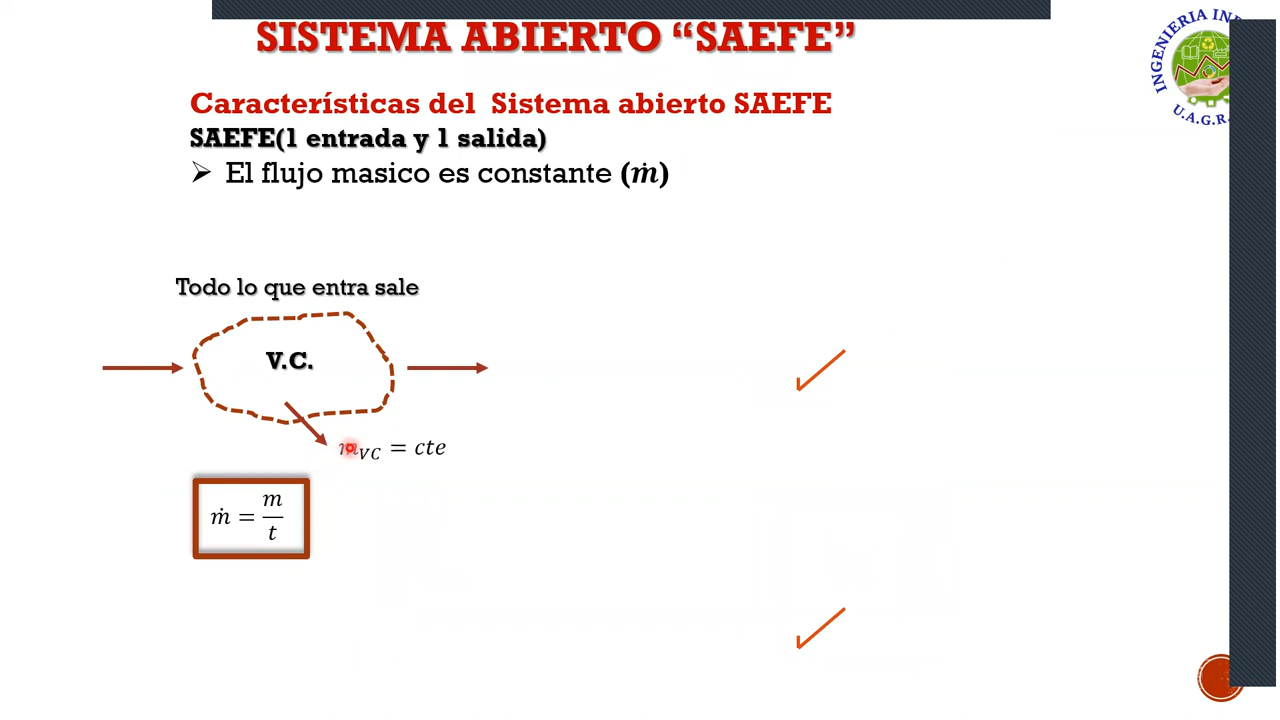 SISTEMA ABIERTO “SAEFE”
INGENIERIA IN
U.A.G.R.
Características del Sistema abierto SAEFE
SAEFE(1 entrada y 1 salida)
➢ El flujo masico es constante (ṁ)
Todo lo que entra sale
V.C.
m_VC = cte
ṁ = m/t